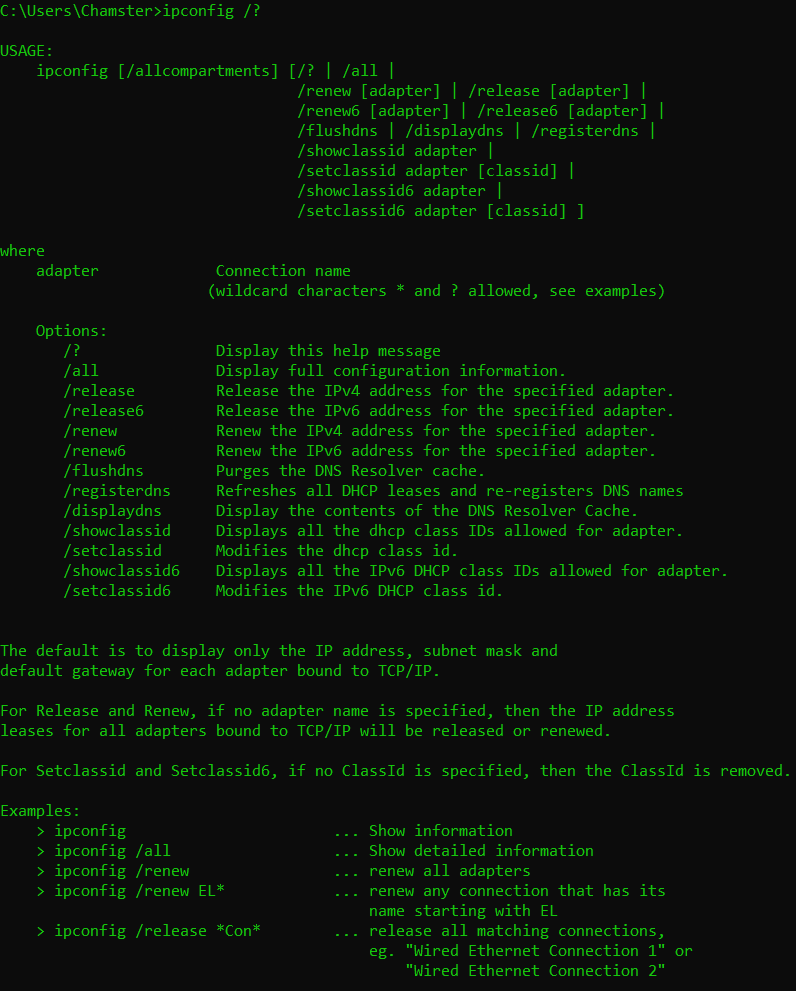 C:\Users\Chamster>ipconfig /?
USAGE:
ipconfig [/allcompartments] [/? | /all |
/renew [adapter] | /release [adapter] |
/renew6 [adapter] | /release6 [adapter] |
/flushdns | /displaydns | /registerdns |
/showclassid adapter |
/setclassid adapter [classid] |
/showclassid6 adapter |
/setclassid6 adapter [classid] ]
where
adapter Connection name
(wildcard characters * and ? allowed, see examples)
Options:
/? Display this help message
/all Display full configuration information.
/release Release the IPv4 address for the specified adapter.
/release6 Release the IPv6 address for the specified adapter.
/renew Renew the IPv4 address for the specified adapter.
/renew6 Renew the IPv6 address for the specified adapter.
/flushdns Purges the DNS Resolver cache.
/registerdns Refreshes all DHCP leases and re-registers DNS names
/displaydns Display the contents of the DNS Resolver Cache.
/showclassid Displays all the dhcp class IDs allowed for adapter.
/setclassid Modifies the dhcp class id.
/showclassid6 Displays all the IPv6 DHCP class IDs allowed for adapter.
/setclassid6 Modifies the IPv6 DHCP class id.
The default is to display only the IP address, subnet mask and
default gateway for each adapter bound to TCP/IP.
For Release and Renew, if no adapter name is specified, then the IP address
leases for all adapters bound to TCP/IP will be released or renewed.
For Setclassid and Setclassid6, if no ClassId is specified, then the ClassId is removed.
Examples:
> ipconfig ... Show information
> ipconfig /all ... Show detailed information
> ipconfig /renew ... renew all adapters
> ipconfig /renew EL* ... renew any connection that has its
name starting with EL
> ipconfig /release *Con* ... release all matching connections,
eg. "Wired Ethernet Connection 1" or
"Wired Ethernet Connection 2"